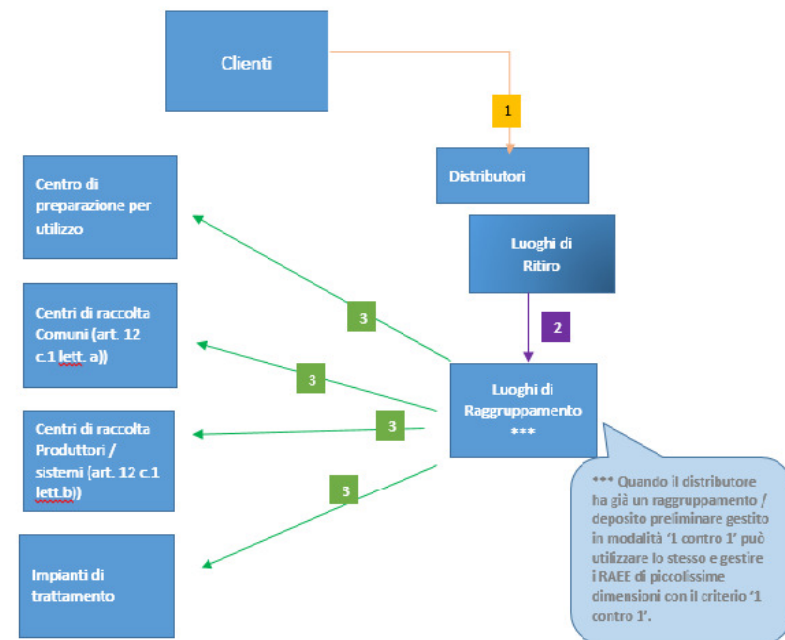 Clienti
1
Distributori
Centro di
preparazione per
utilizzo
Luoghi di
Ritiro
2
3
Centri di raccolta
Comuni (art. 12
c.1 lett. a))
3
Luoghi di
Raggruppamento
***
3
Centri di raccolta
Produttori /
sistemi (art. 12 c.1
lett.b))
3
*** Quando il distributore
ha già un raggruppamento /
deposito preliminare gestito
in modalità ‘1 contro 1’ può
utilizzare lo stesso e gestire
i RAEE di piccolissime
dimensioni con il criterio ‘1
contro 1’.
Impianti di
trattamento